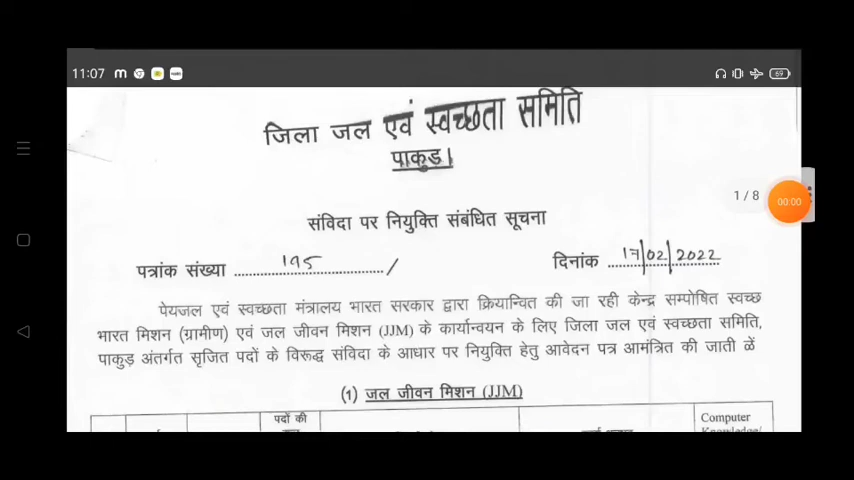 11:07
69
जिला जल एवं स्वच्छता समिति
पाकुड़।
1 / 8
00:00
संविदा पर नियुक्ति संबंधित सूचना
पत्रांक संख्या ...195.../ दिनांक ..17/02/2022..
पेयजल एवं स्वच्छता मंत्रालय भारत सरकार द्वारा क्रियान्वित की जा रही केन्द्र सम्पोषित स्वच्छ
भारत मिशन (ग्रामीण) एवं जल जीवन मिशन (JJM) के कार्यान्वयन के लिए जिला जल एवं स्वच्छता समिति,
पाकुड़ अंतर्गत सृजित पदों के विरूद्ध संविदा के आधार पर नियुक्ति हेतु आवेदन पत्र आमंत्रित की जाती ळें
(1) जल जीवन मिशन (JJM)
पदों की
Computer